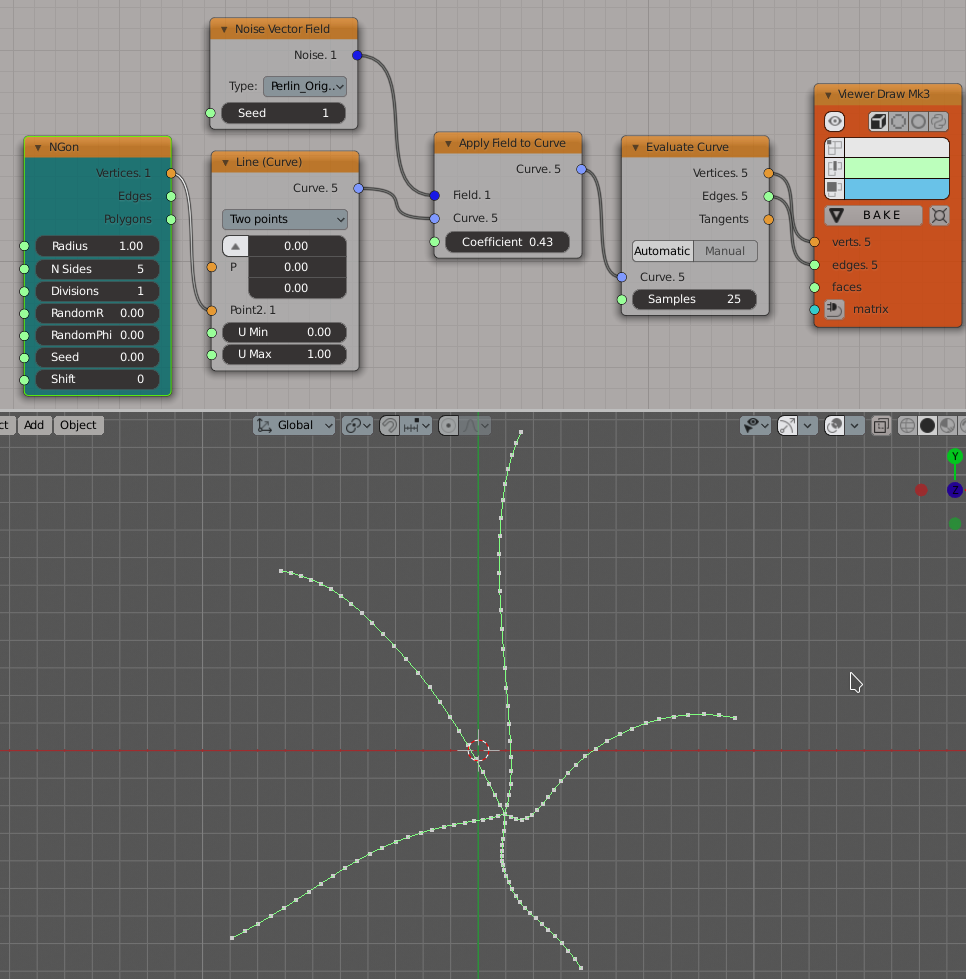 Noise Vector Field
Noise. 1
Type: Perlin_Orig..
Seed 1
NGon
Vertices. 1
Edges
Polygons
Radius 1.00
N Sides 5
Divisions 1
RandomR 0.00
RandomPhi 0.00
Seed 0.00
Shift 0
Line (Curve)
Curve. 5
Two points
0.00
P 0.00
0.00
Point2. 1
U Min 0.00
U Max 1.00
Apply Field to Curve
Curve. 5
Field. 1
Curve. 5
Coefficient 0.43
Evaluate Curve
Vertices. 5
Edges. 5
Tangents
Automatic Manual
Curve. 5
Samples 25
Viewer Draw Mk3
BAKE
verts. 5
edges. 5
faces
matrix
ct Add Object Global
Y
Z